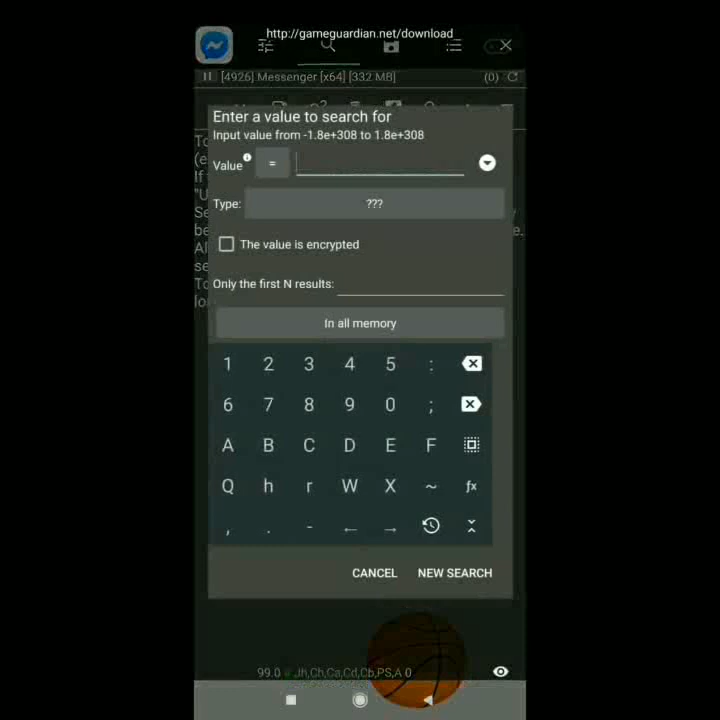 http://gameguardian.net/download
[4926] Messenger [x64] [332 MB] (0)
Enter a value to search for
Input value from -1.8e+308 to 1.8e+308
Value =
Type: ???
The value is encrypted
Only the first N results:
In all memory
1 2 3 4 5 :
6 7 8 9 0 ;
A B C D E F
Q h r W X ~ fx
, . - ← →
CANCEL NEW SEARCH
99.0 Jh,Ch,Ca,Cd,Cb,PS,A 0